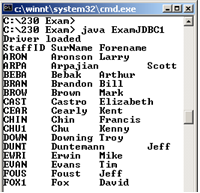 c:\winnt\system32\cmd.exe
C:\230 Exam>
C:\230 Exam> java ExamJDBC1
Driver loaded
StaffID SurName Forename
ARON Aronson Larry
ARPA Arpajian Scott
BEBA Bebak Arthur
BRAN Brandon Bill
BROW Brown Mark
CAST Castro Elizabeth
CEAR Cearly Kent
CHIN Chin Francis
CHU1 Chu Kenny
DOWN Downing Troy
DUNT Duntemann Jeff
EWRI Erwin Mike
EVAN Evans Tim
FOUS Foust Jeff
FOX1 Fox David